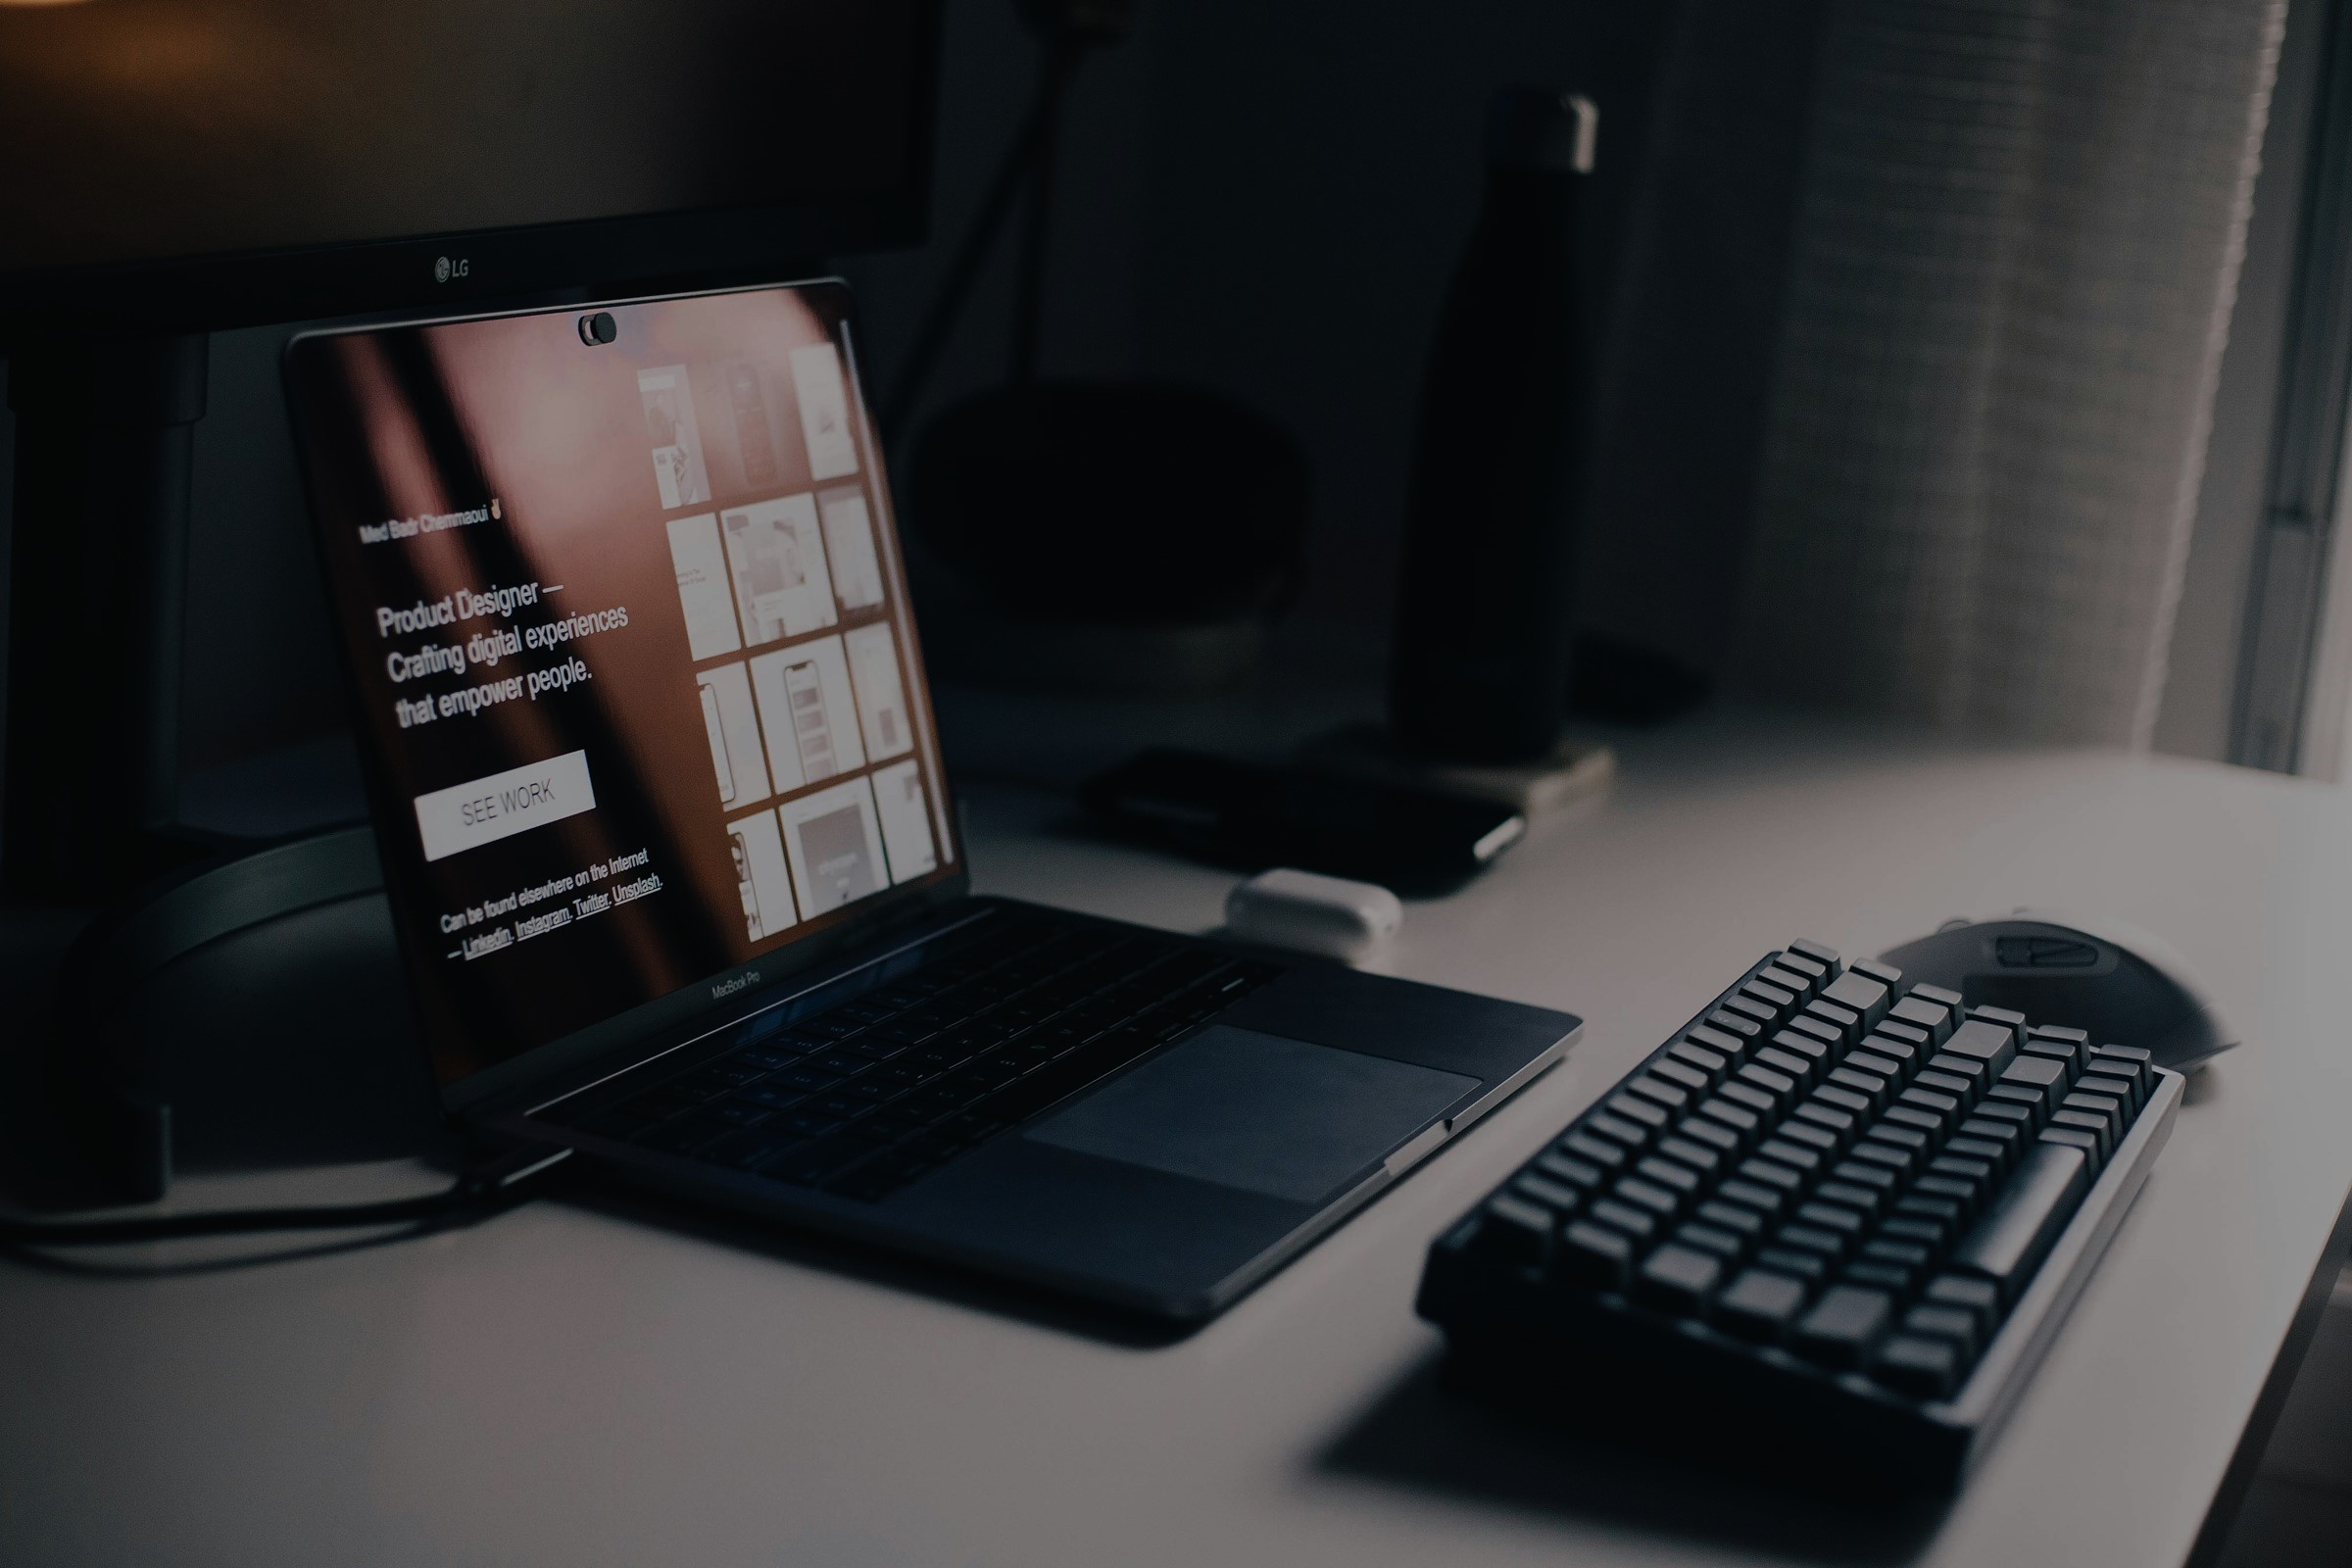 LG
Med Badr Chemmaoui ✌🏼
Product Designer —
Crafting digital experiences
that empower people.
SEE WORK
Can be found elsewhere on the Internet
— Linkedin. Instagram. Twitter. Unsplash.
MacBook Pro